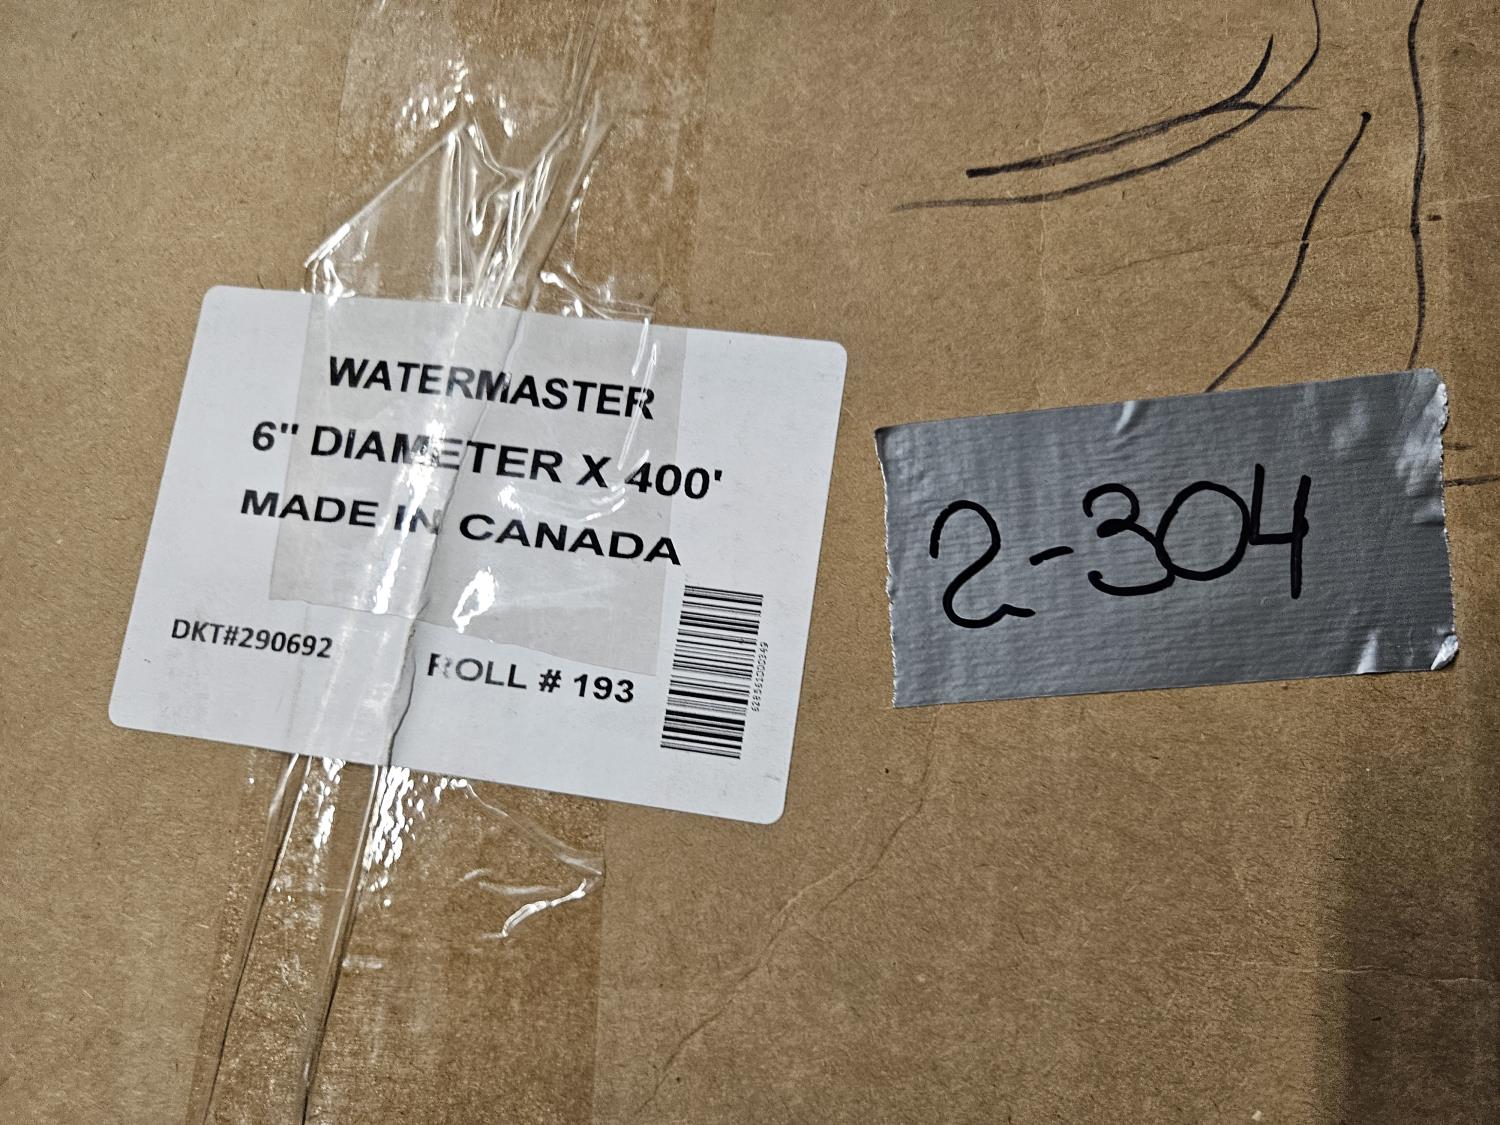 WATERMASTER
6" DIAMETER X 400'
MADE IN CANADA
DKT#290692
ROLL # 193
2-304